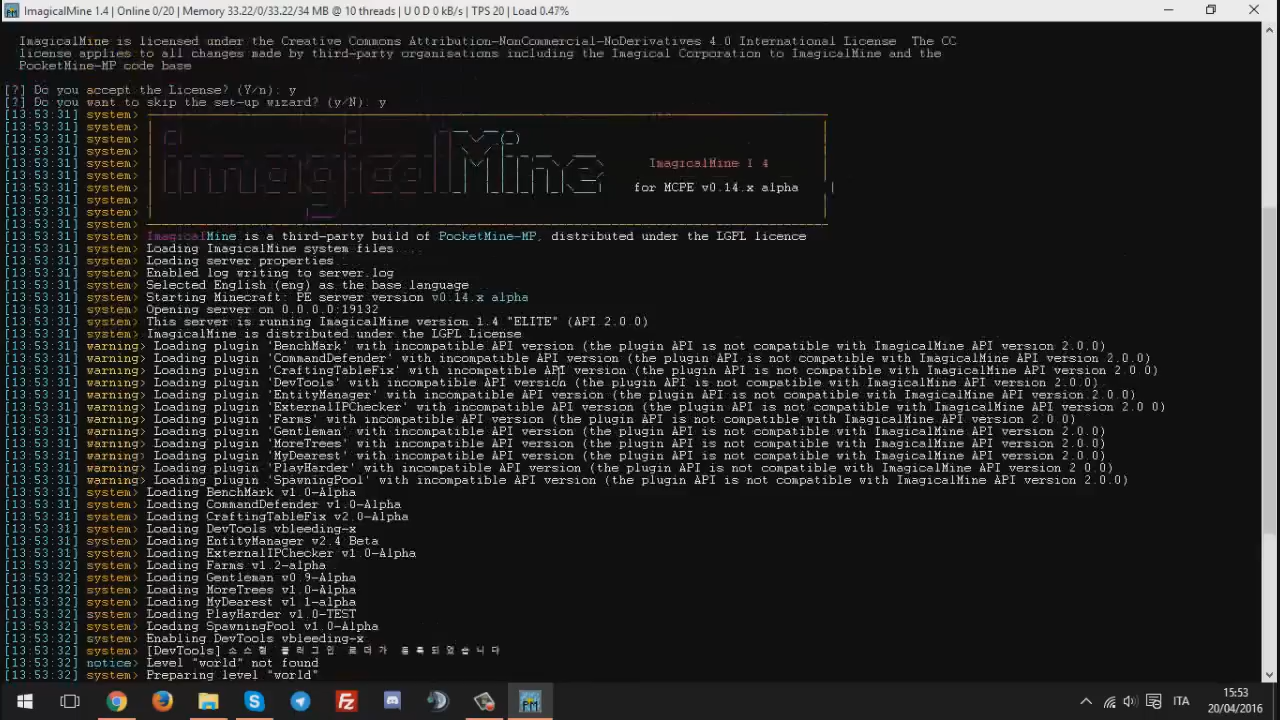 ImagicalMine 1.4 | Online 0/20 | Memory 33.22/0/33.22/34 MB @ 10 threads | U 0 D 0 kB/s | TPS 20 | Load 0.47%
ImagicalMine is licensed under the Creative Commons Attribution-NonCommercial-NoDerivatives 4.0 International License  The CC
license applies to all changes made by third-party organisations including the Imagical Corporation to ImagicalMine and the
PocketMine-MP code base
[?] Do you accept the License? (Y/n): y
[?] Do you want to skip the set-up wizard? (y/N): y
[13:53:31] system>
[13:53:31] system>
[13:53:31] system>
[13:53:31] system> imagicalMine
[13:53:31] system> ImagicalMine 1 4
[13:53:31] system>
[13:53:31] system> for MCPE v0.14.x alpha
[13:53:31] system>
[13:53:31] system>
[13:53:31] system>
[13:53:31] system> ImagicalMine is a third-party build of PocketMine-MP, distributed under the LGPL licence
[13:53:31] system> Loading ImagicalMine system files....
[13:53:31] system> Loading server properties...
[13:53:31] system> Enabled log writing to server.log
[13:53:31] system> Selected English (eng) as the base language
[13:53:31] system> Starting Minecraft: PE server version v0.14.x alpha
[13:53:31] system> Opening server on 0.0.0.0:19132
[13:53:31] system> This server is running ImagicalMine version 1.4 "ELITE" (API 2.0.0)
[13:53:31] system> ImagicalMine is distributed under the LGPL License
[13:53:31] warning> Loading plugin 'BenchMark' with incompatible API version (the plugin API is not compatible with ImagicalMine API version 2.0.0)
[13:53:31] warning> Loading plugin 'CommandDefender' with incompatible API version (the plugin API is not compatible with ImagicalMine API version 2.0.0)
[13:53:31] warning> Loading plugin 'CraftingTableFix' with incompatible API version (the plugin API is not compatible with ImagicalMine API version 2.0.0)
[13:53:31] warning> Loading plugin 'DevTools' with incompatible API version (the plugin API is not compatible with ImagicalMine API version 2.0.0)
[13:53:31] warning> Loading plugin 'EntityManager' with incompatible API version (the plugin API is not compatible with ImagicalMine API version 2.0.0)
[13:53:31] warning> Loading plugin 'ExternalIPChecker' with incompatible API version (the plugin API is not compatible with ImagicalMine API version 2.0.0)
[13:53:31] warning> Loading plugin 'Farms' with incompatible API version (the plugin API is not compatible with ImagicalMine API version 2.0.0)
[13:53:31] warning> Loading plugin 'Gentleman' with incompatible API version (the plugin API is not compatible with ImagicalMine API version 2.0.0)
[13:53:31] warning> Loading plugin 'MoreTrees' with incompatible API version (the plugin API is not compatible with ImagicalMine API version 2.0.0)
[13:53:31] warning> Loading plugin 'MyDearest' with incompatible API version (the plugin API is not compatible with ImagicalMine API version 2.0.0)
[13:53:31] warning> Loading plugin 'PlayHarder' with incompatible API version (the plugin API is not compatible with ImagicalMine API version 2 0.0)
[13:53:31] warning> Loading plugin 'SpawningPool' with incompatible API version (the plugin API is not compatible with ImagicalMine API version 2.0.0)
[13:53:31] system> Loading BenchMark v1.0-Alpha
[13:53:31] system> Loading CommandDefender v1.0-Alpha
[13:53:31] system> Loading CraftingTableFix v2.0-Alpha
[13:53:31] system> Loading DevTools vbleeding-x
[13:53:31] system> Loading EntityManager v2.4 Beta
[13:53:31] system> Loading ExternalIPChecker v1.0-Alpha
[13:53:32] system> Loading Farms v1.2-alpha
[13:53:32] system> Loading Gentleman v0.9-Alpha
[13:53:32] system> Loading MoreTrees v1.0-Alpha
[13:53:32] system> Loading MyDearest v1 1-alpha
[13:53:32] system> Loading PlayHarder v1.0-TEST
[13:53:32] system> Loading SpawningPool v1.0-Alpha
[13:53:32] system> Enabling DevTools vbleeding-x
[13:53:32] system> [DevTools] 소스형 플러그인 로더가 등록되었습니다
[13:53:32] notice> Level "world" not found
[13:53:32] system> Preparing level "world"
ITA
15:53
20/04/2016